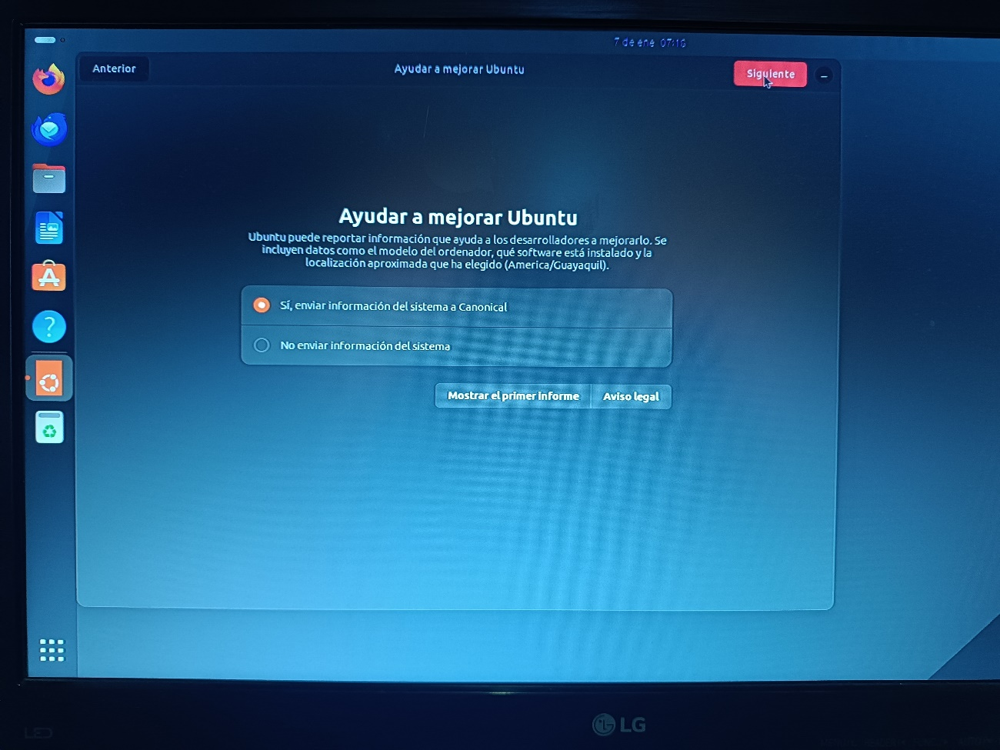 7 de ene 07:16
Anterior
Ayudar a mejorar Ubuntu
Siguiente
Ayudar a mejorar Ubuntu
Ubuntu puede reportar información que ayuda a los desarrolladores a mejorarlo. Se
incluyen datos como el modelo del ordenador, qué software está instalado y la
localización aproximada que ha elegido (America/Guayaquil).
Sí, enviar información del sistema a Canonical
No enviar información del sistema
Mostrar el primer informe
Aviso legal
LED
LG